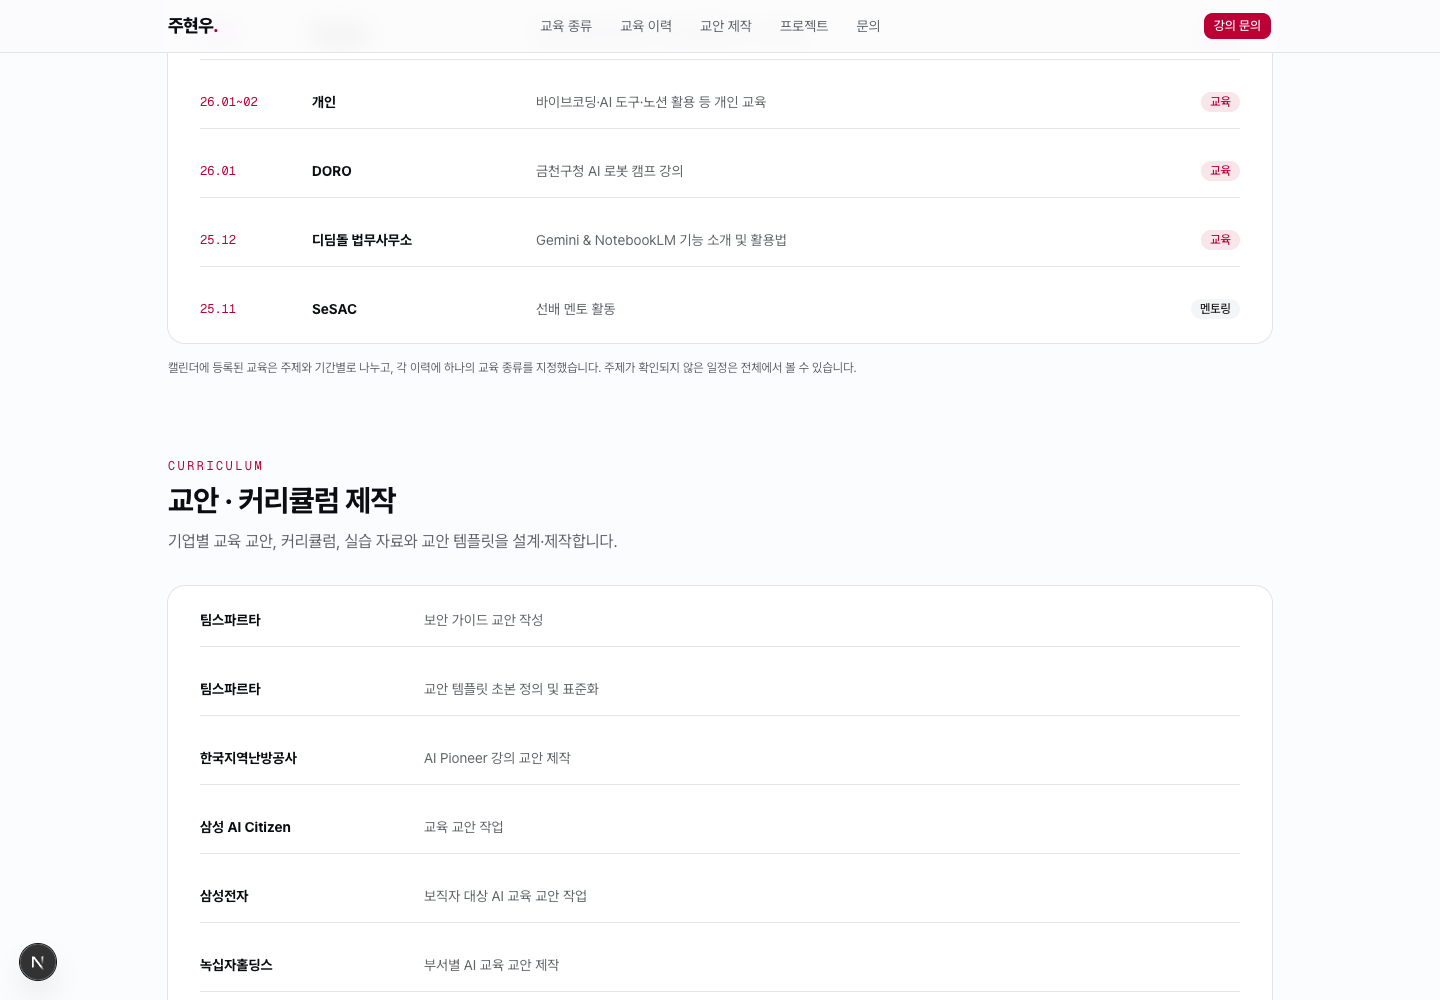 주현우.
교육 종류
교육 이력
교안 제작
프로젝트
문의
강의 문의
26.01~02 개인 바이브코딩·AI 도구·노션 활용 등 개인 교육 교육
26.01 DORO 금천구청 AI 로봇 캠프 강의 교육
25.12 디딤돌 법무사무소 Gemini & NotebookLM 기능 소개 및 활용법 교육
25.11 SeSAC 선배 멘토 활동 멘토링
캘린더에 등록된 교육은 주제와 기간별로 나누고, 각 이력에 하나의 교육 종류를 지정했습니다. 주제가 확인되지 않은 일정은 전체에서 볼 수 있습니다.
CURRICULUM
교안 · 커리큘럼 제작
기업별 교육 교안, 커리큘럼, 실습 자료와 교안 템플릿을 설계·제작합니다.
팀스파르타 보안 가이드 교안 작성
팀스파르타 교안 템플릿 초본 정의 및 표준화
한국지역난방공사 AI Pioneer 강의 교안 제작
삼성 AI Citizen 교육 교안 작업
삼성전자 보직자 대상 AI 교육 교안 작업
녹십자홀딩스 부서별 AI 교육 교안 제작
N